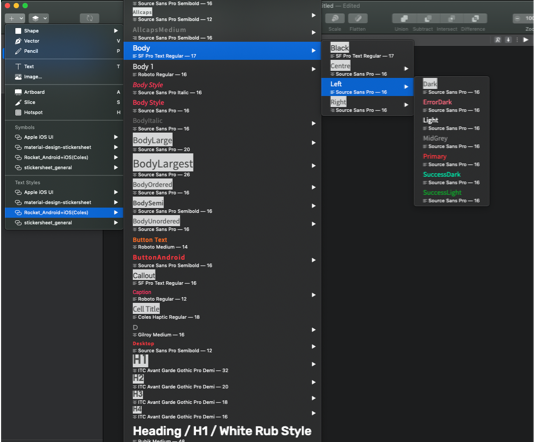 Allcaps
Source Sans Pro Semibold — 16
AllcapsMedium
Source Sans Pro Semibold — 16
Body
SF Pro Text Regular — 17
Body 1
Roboto Regular — 16
Body Style
Source Sans Pro Italic — 16
Body Style
Source Sans Pro — 16
BodyItalic
Source Sans Pro — 16
BodyLarge
Source Sans Pro — 20
BodyLargest
Source Sans Pro — 26
BodyOrdered
Source Sans Pro — 16
BodySemi
Source Sans Pro — 16
BodyUnordered
Source Sans Pro — 16
Button Text
Roboto Medium — 14
ButtonAndroid
Source Sans Pro Semibold — 16
Callout
SF Pro Text Regular — 16
Caption
Roboto Regular — 12
Cell Title
Coles Haptic Regular — 18
D
Gilroy Medium — 16
Desktop
Source Sans Pro Semibold — 12
H1
ITC Avant Garde Gothic Pro Demi — 32
H2
ITC Avant Garde Gothic Pro Demi — 20
H3
ITC Avant Garde Gothic Pro Demi — 18
H4
ITC Avant Garde Gothic Pro Demi — 16
Heading / H1 / White Rub Style
Rubik Medium — 48
Shape
Vector V
Pencil P
Text T
Image...
Artboard A
Slice S
Hotspot H
Symbols
Apple iOS UI
material-design-stickersheet
Rocket_Android+iOS(Coles)
stickersheet_general
Text Styles
Apple iOS UI
material-design-stickersheet
Rocket_Android+iOS(Coles)
stickersheet_general
Untitled — Edited
Scale Flatten Union Subtract Intersect Difference
Black
SF Pro Text Regular — 16
Centre
Source Sans Pro — 16
Left
Source Sans Pro — 16
Right
Source Sans Pro — 16
Dark
Source Sans Pro — 16
ErrorDark
Source Sans Pro — 16
Light
Source Sans Pro — 16
MidGrey
Source Sans Pro — 16
Primary
Source Sans Pro — 16
SuccessDark
Source Sans Pro — 16
SuccessLight
Source Sans Pro — 16